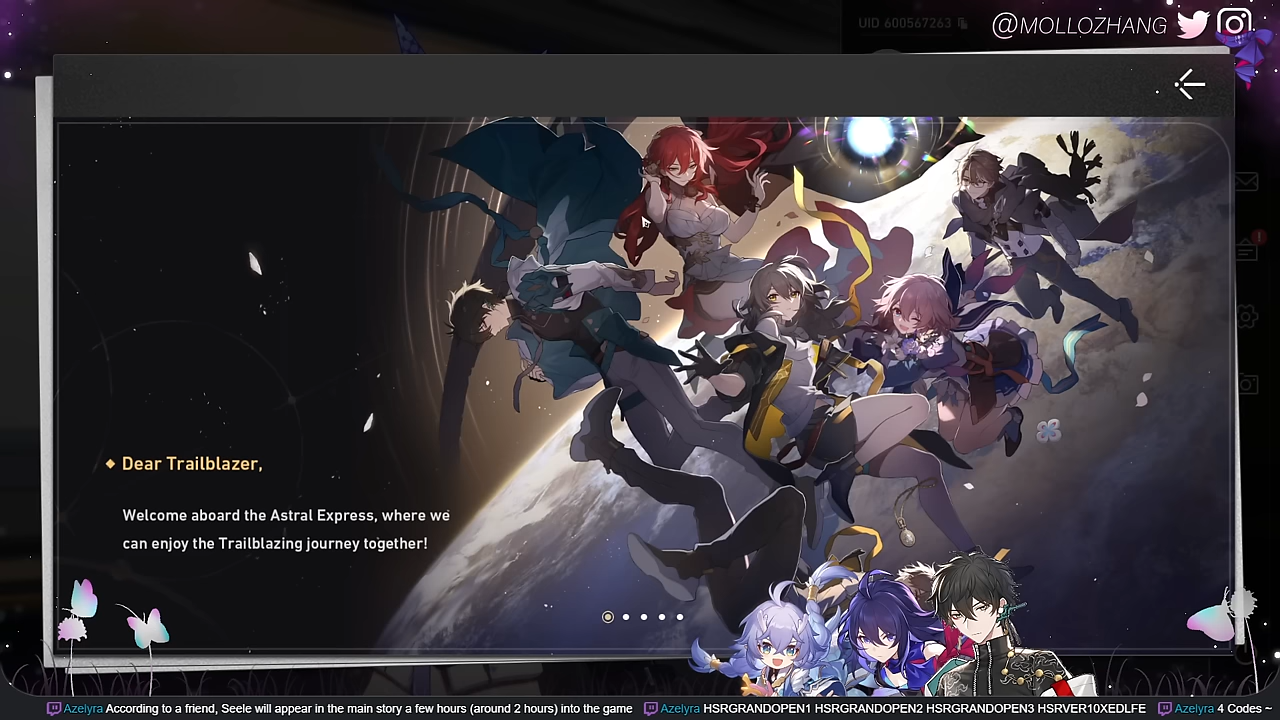 UID 600567263
@MOLLOZHANG
Dear Trailblazer,
Welcome aboard the Astral Express, where we
can enjoy the Trailblazing journey together!
Azelyra According to a friend, Seele will appear in the main story a few hours (around 2 hours) into the game Azelyra HSRGRANDOPEN1 HSRGRANDOPEN2 HSRGRANDOPEN3 HSRVER10XEDLFE Azelyra 4 Codes ~